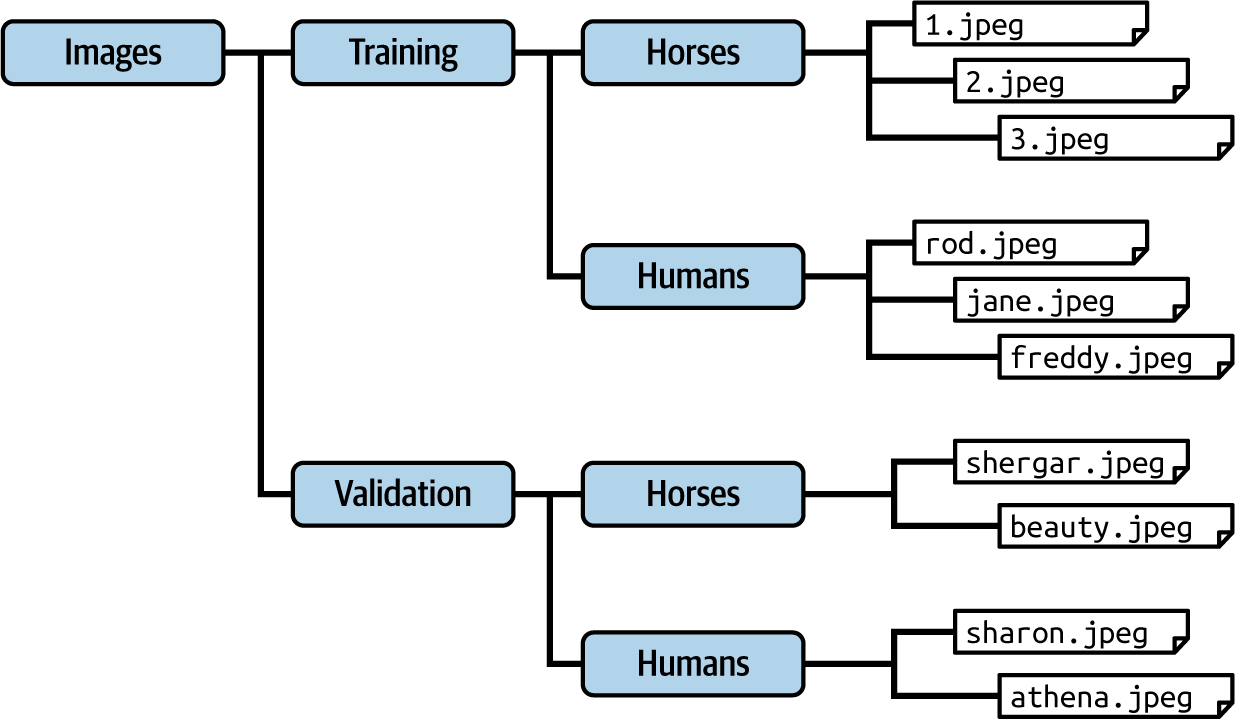 Images
Training
Horses
1.jpeg
2.jpeg
3.jpeg
Humans
rod.jpeg
jane.jpeg
freddy.jpeg
Validation
Horses
shergar.jpeg
beauty.jpeg
Humans
sharon.jpeg
athena.jpeg